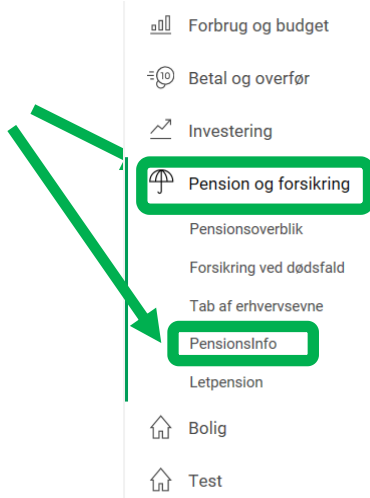 Forbrug og budget
10
Betal og overfør
Investering
Pension og forsikring
Pensionsoverblik
Forsikring ved dødsfald
Tab af erhvervsevne
PensionsInfo
Letpension
Bolig
Test